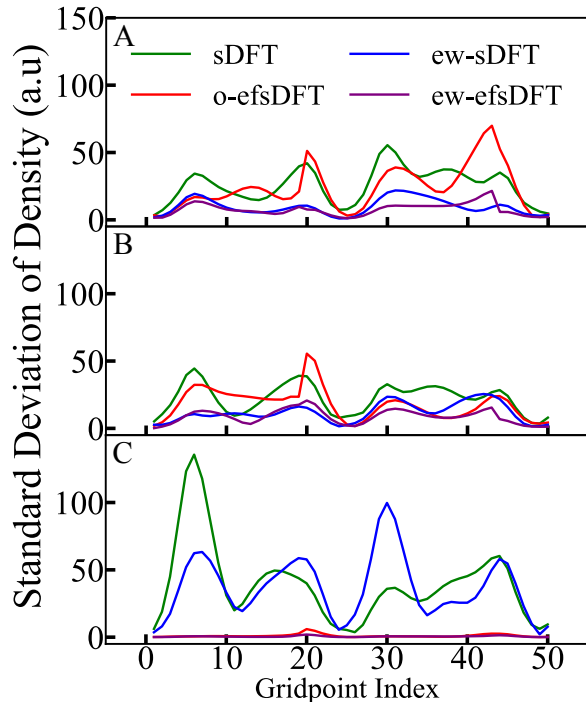 150
A
sDFT
ew-sDFT
o-efsDFT
ew-efsDFT
100
50
0
B
100
50
0
C
100
50
0
0
10
20
30
40
50
Gridpoint Index
Standard Deviation of Density (a.u)